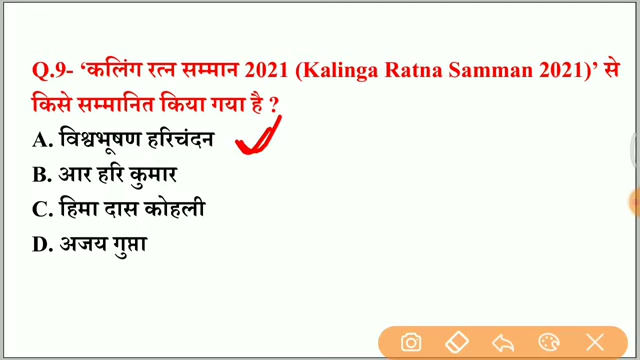 Q.9- ‘कलिंग रत्न सम्मान 2021 (Kalinga Ratna Samman 2021)’ से
किसे सम्मानित किया गया है ?
A. विश्वभूषण हरिचंदन
B. आर हरि कुमार
C. हिमा दास कोहली
D. अजय गुप्ता